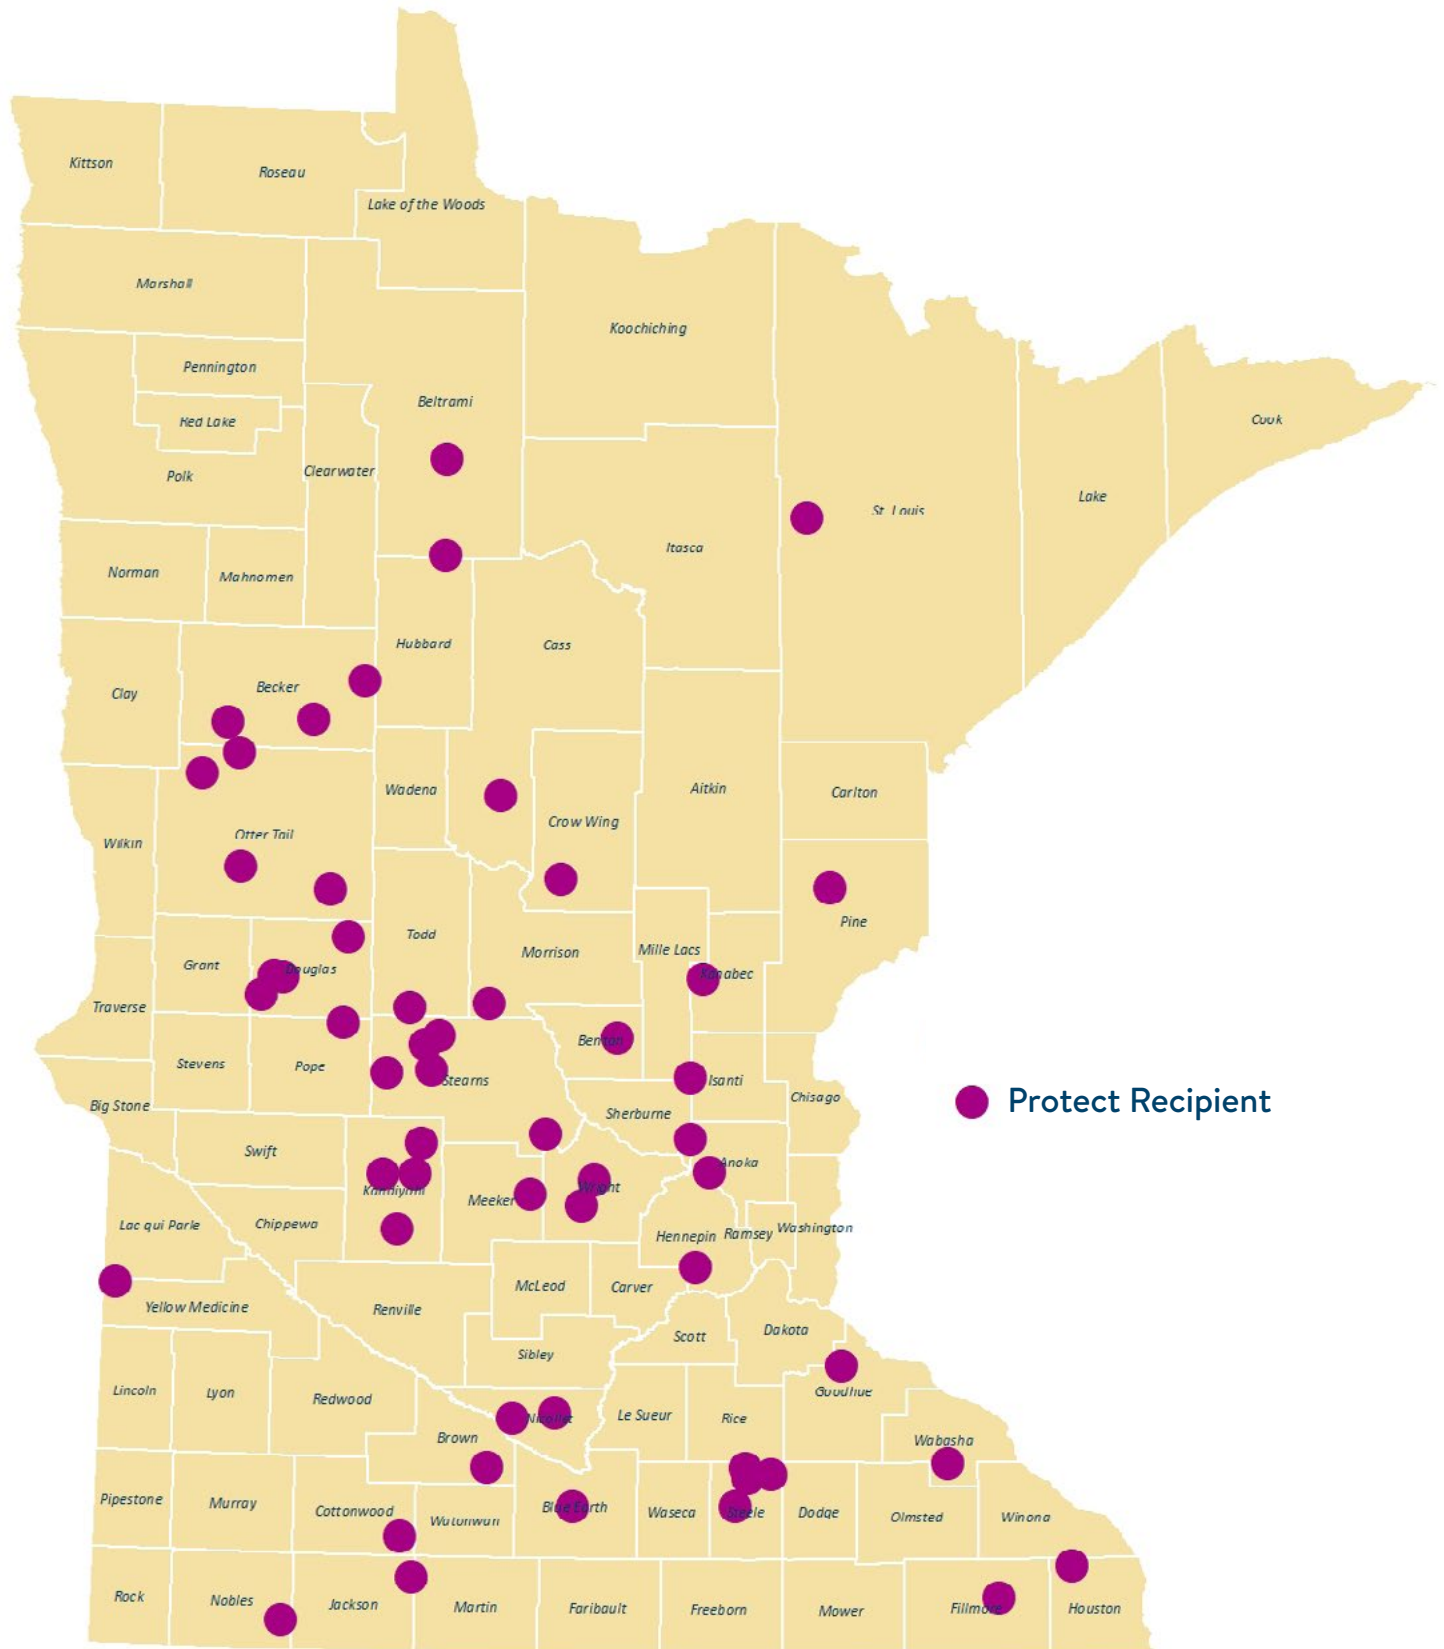 Kittson
Roseau
Lake of the Woods
Marshall
Koochiching
Pennington
Beltrami
Red Lake
Cook
Clearwater
Polk
Lake
St. Louis
Itasca
Norman
Mahnomen
Hubbard
Cass
Becker
Clay
Wadena
Aitkin
Carlton
Crow Wing
Otter Tail
Wilkin
Pine
Todd
Morrison
Mille Lacs
Grant
Douglas
Kanabec
Traverse
Benton
Stevens
Pope
Stearns
Isanti
Chisago
Protect Recipient
Big Stone
Sherburne
Swift
Anoka
Kandiyohi
Wright
Meeker
Lac qui Parle
Chippewa
Hennepin
Ramsey
Washington
McLeod
Carver
Yellow Medicine
Renville
Scott
Dakota
Sibley
Lincoln
Lyon
Redwood
Goodhue
Nicollet
Le Sueur
Rice
Brown
Wabasha
Pipestone
Murray
Cottonwood
Watonwan
Blue Earth
Waseca
Steele
Dodge
Olmsted
Winona
Rock
Nobles
Jackson
Martin
Faribault
Freeborn
Mower
Fillmore
Houston